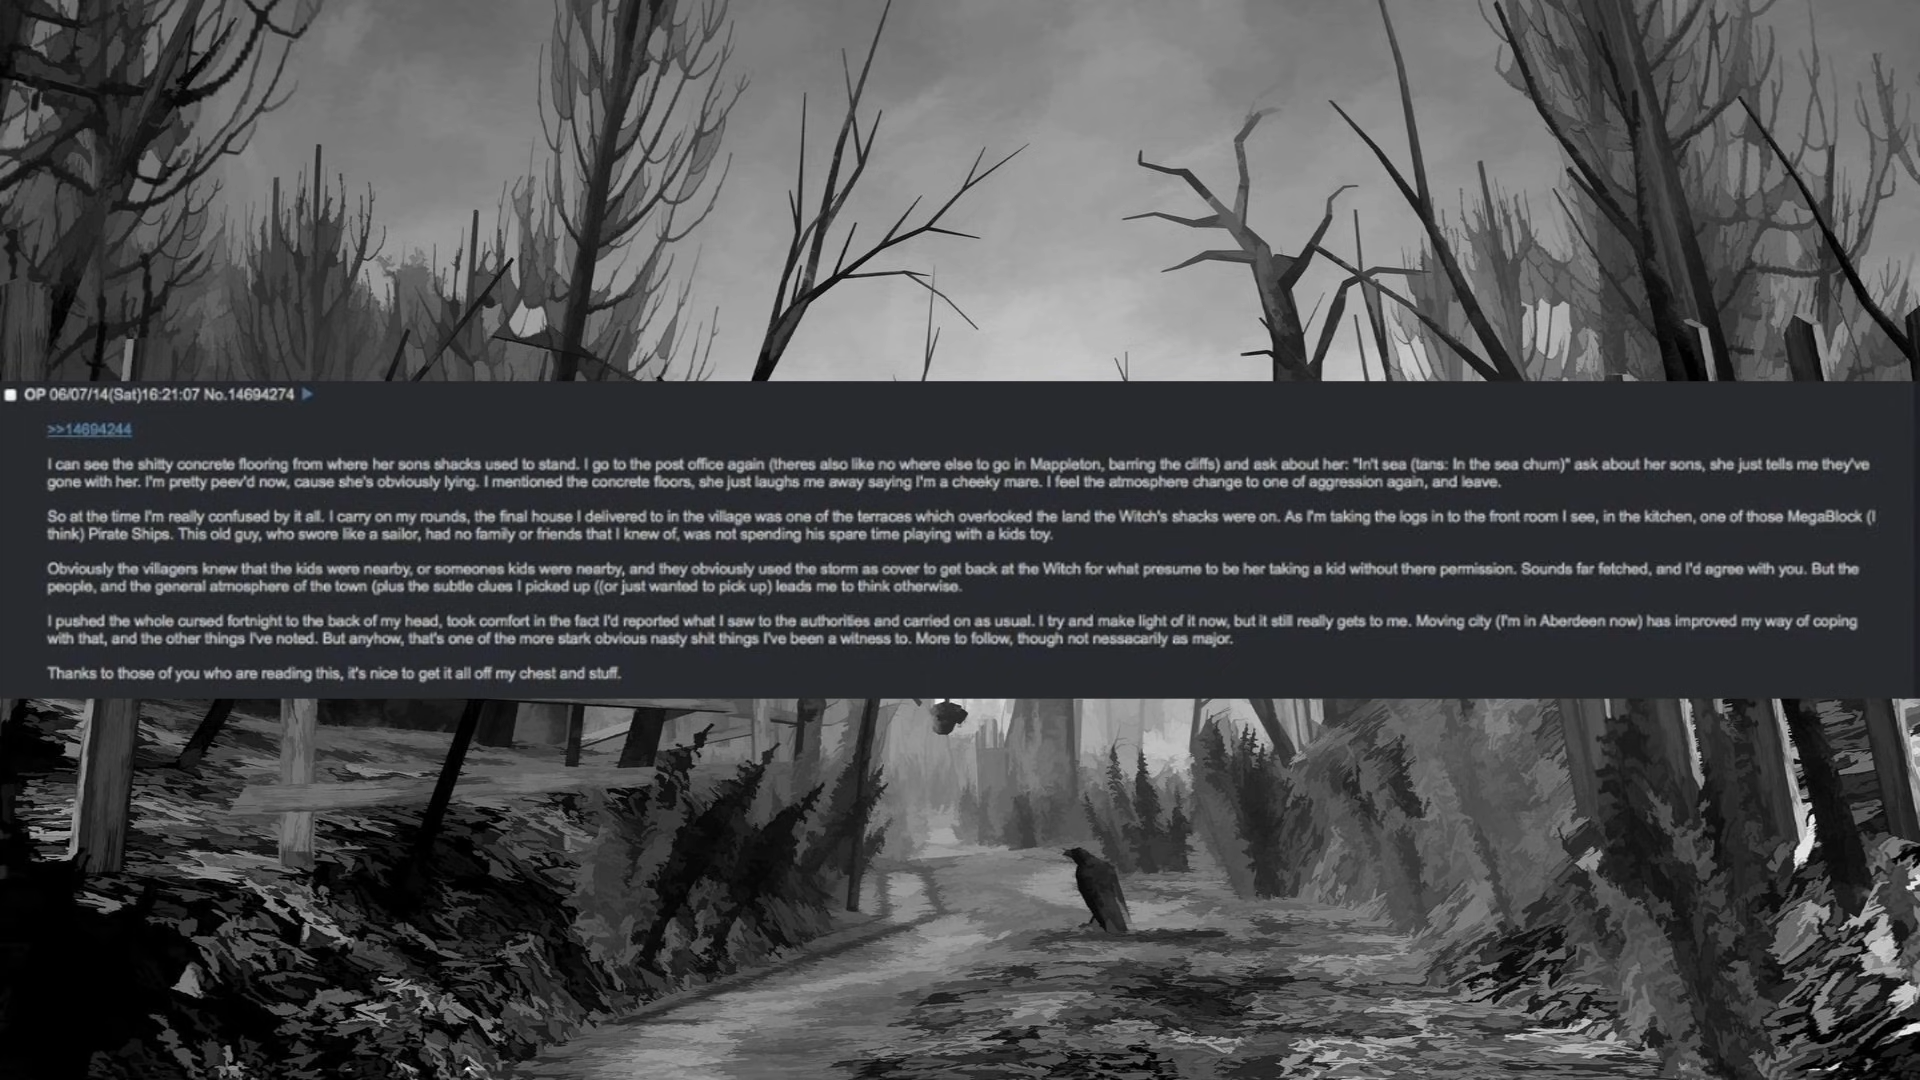 OP 06/07/14(Sat)16:21:07 No.14694274
>>14694244
I can see the shitty concrete flooring from where her sons shacks used to stand. I go to the post office again (theres also like no where else to go in Mappleton, barring the cliffs) and ask about her: "In't sea (tans: In the sea chum)" ask about her sons, she just tells me they've
gone with her. I'm pretty peev'd now, cause she's obviously lying. I mentioned the concrete floors, she just laughs me away saying I'm a cheeky mare. I feel the atmosphere change to one of aggression again, and leave.
So at the time I'm really confused by it all. I carry on my rounds, the final house I delivered to in the village was one of the terraces which overlooked the land the Witch's shacks were on. As I'm taking the logs in to the front room I see, in the kitchen, one of those MegaBlock (I
think) Pirate Ships. This old guy, who swore like a sailor, had no family or friends that I knew of, was not spending his spare time playing with a kids toy.
Obviously the villagers knew that the kids were nearby, or someones kids were nearby, and they obviously used the storm as cover to get back at the Witch for what presume to be her taking a kid without there permission. Sounds far fetched, and I'd agree with you. But the
people, and the general atmosphere of the town (plus the subtle clues I picked up ((or just wanted to pick up) leads me to think otherwise.
I pushed the whole cursed fortnight to the back of my head, took comfort in the fact I'd reported what I saw to the authorities and carried on as usual. I try and make light of it now, but it still really gets to me. Moving city (I'm in Aberdeen now) has improved my way of coping
with that, and the other things I've noted. But anyhow, that's one of the more stark obvious nasty shit things I've been a witness to. More to follow, though not nessacarily as major.
Thanks to those of you who are reading this, it's nice to get it all off my chest and stuff.